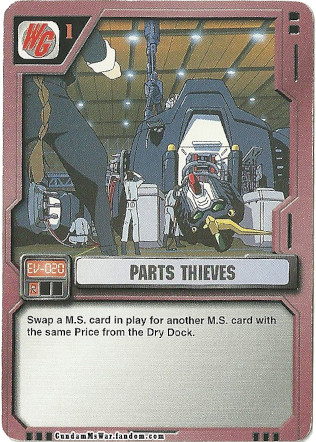 WG 1
PARTS THIEVES
EV-020
R
Swap a M.S. card in play for another M.S. card with
the same Price from the Dry Dock.
GundamMsWar.fandom.com